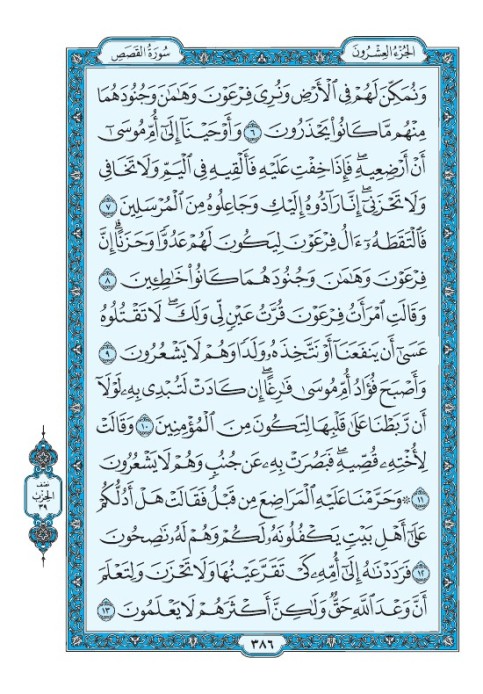 الجُزْءُ العِشْرُونَ
سُورَةُ القَصَصِ
وَنُمَكِّنَ لَهُمْ فِي ٱلْأَرْضِ وَنُرِيَ فِرْعَوْنَ وَهَٰمَٰنَ وَجُنُودَهُمَا
مِنْهُم مَّا كَانُوا۟ يَحْذَرُونَ ٦ وَأَوْحَيْنَآ إِلَىٰٓ أُمِّ مُوسَىٰٓ
أَنْ أَرْضِعِيهِ ۖ فَإِذَا خِفْتِ عَلَيْهِ فَأَلْقِيهِ فِي ٱلْيَمِّ وَلَا تَخَافِي
وَلَا تَحْزَنِيٓ ۖ إِنَّا رَآدُّوهُ إِلَيْكِ وَجَاعِلُوهُ مِنَ ٱلْمُرْسَلِينَ ٧
فَٱلْتَقَطَهُۥٓ ءَالُ فِرْعَوْنَ لِيَكُونَ لَهُمْ عَدُوًّا وَحَزَنًا ۗ إِنَّ
فِرْعَوْنَ وَهَٰمَٰنَ وَجُنُودَهُمَا كَانُوا۟ خَٰطِـِٔينَ ٨
وَقَالَتِ ٱمْرَأَتُ فِرْعَوْنَ قُرَّتُ عَيْنٍ لِّي وَلَكَ ۖ لَا تَقْتُلُوهُ
عَسَىٰٓ أَن يَنفَعَنَآ أَوْ نَتَّخِذَهُۥ وَلَدًا وَهُمْ لَا يَشْعُرُونَ ٩
وَأَصْبَحَ فُؤَادُ أُمِّ مُوسَىٰ فَٰرِغًا ۖ إِن كَادَتْ لَتُبْدِي بِهِۦ لَوْلَآ
أَن رَّبَطْنَا عَلَىٰ قَلْبِهَا لِتَكُونَ مِنَ ٱلْمُؤْمِنِينَ ١٠ وَقَالَتْ
لِأُخْتِهِۦ قُصِّيهِ ۖ فَبَصُرَتْ بِهِۦ عَن جُنُبٍ وَهُمْ لَا يَشْعُرُونَ
١١ ۞ وَحَرَّمْنَا عَلَيْهِ ٱلْمَرَاضِعَ مِن قَبْلُ فَقَالَتْ هَلْ أَدُلُّكُمْ
عَلَىٰٓ أَهْلِ بَيْتٍ يَكْفُلُونَهُۥ لَكُمْ وَهُمْ لَهُۥ نَٰصِحُونَ
١٢ فَرَدَدْنَٰهُ إِلَىٰٓ أُمِّهِۦ كَيْ تَقَرَّ عَيْنُهَا وَلَا تَحْزَنَ وَلِتَعْلَمَ
أَنَّ وَعْدَ ٱللَّهِ حَقٌّ وَلَٰكِنَّ أَكْثَرَهُمْ لَا يَعْلَمُونَ ١٣
نصف
الحزب
٣٩
٣٨٦